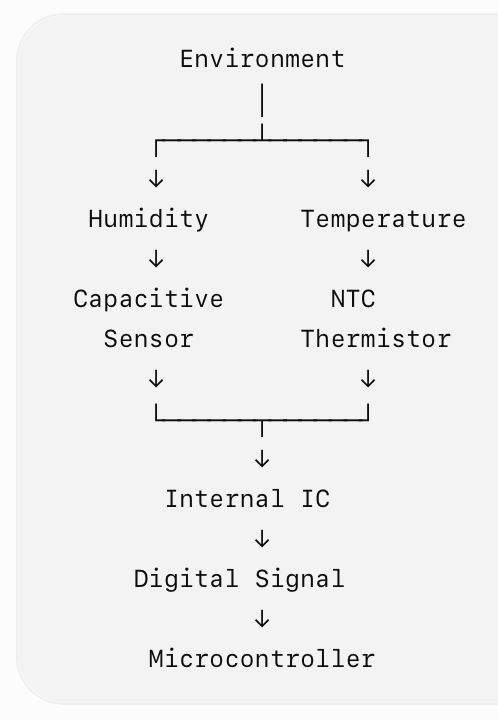 Environment
Humidity Temperature
Capacitive NTC
Sensor Thermistor
Internal IC
Digital Signal
Microcontroller